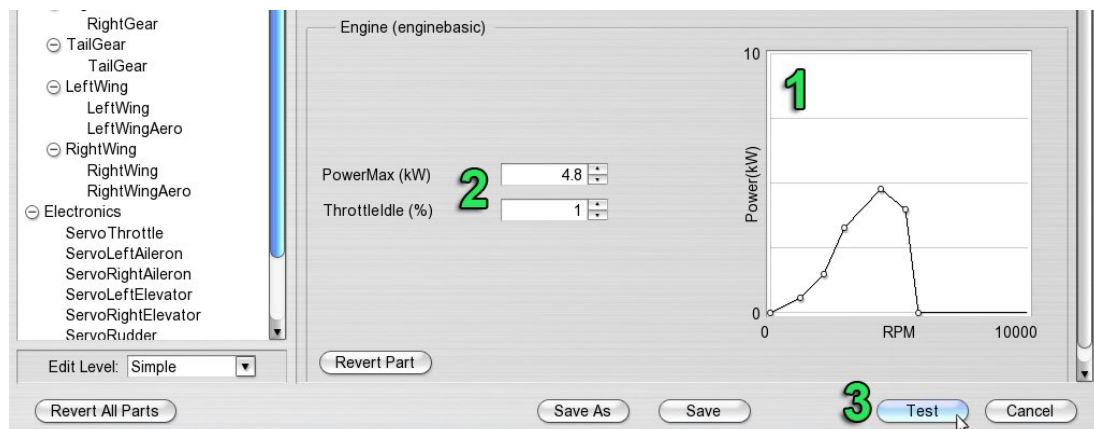 RightGear
TailGear
TailGear
LeftWing
LeftWing
LeftWingAero
RightWing
RightWing
RightWingAero
Electronics
ServoThrottle
ServoLeftAileron
ServoRightAileron
ServoLeftElevator
ServoRightElevator
ServoRudder
Edit Level: Simple
Revert All Parts
Engine (enginebasic)
PowerMax (kW) 2 4.8
ThrottleIdle (%) 1
10
1
Power(kW)
0
0 RPM 10000
Revert Part
Save As Save 3 Test Cancel